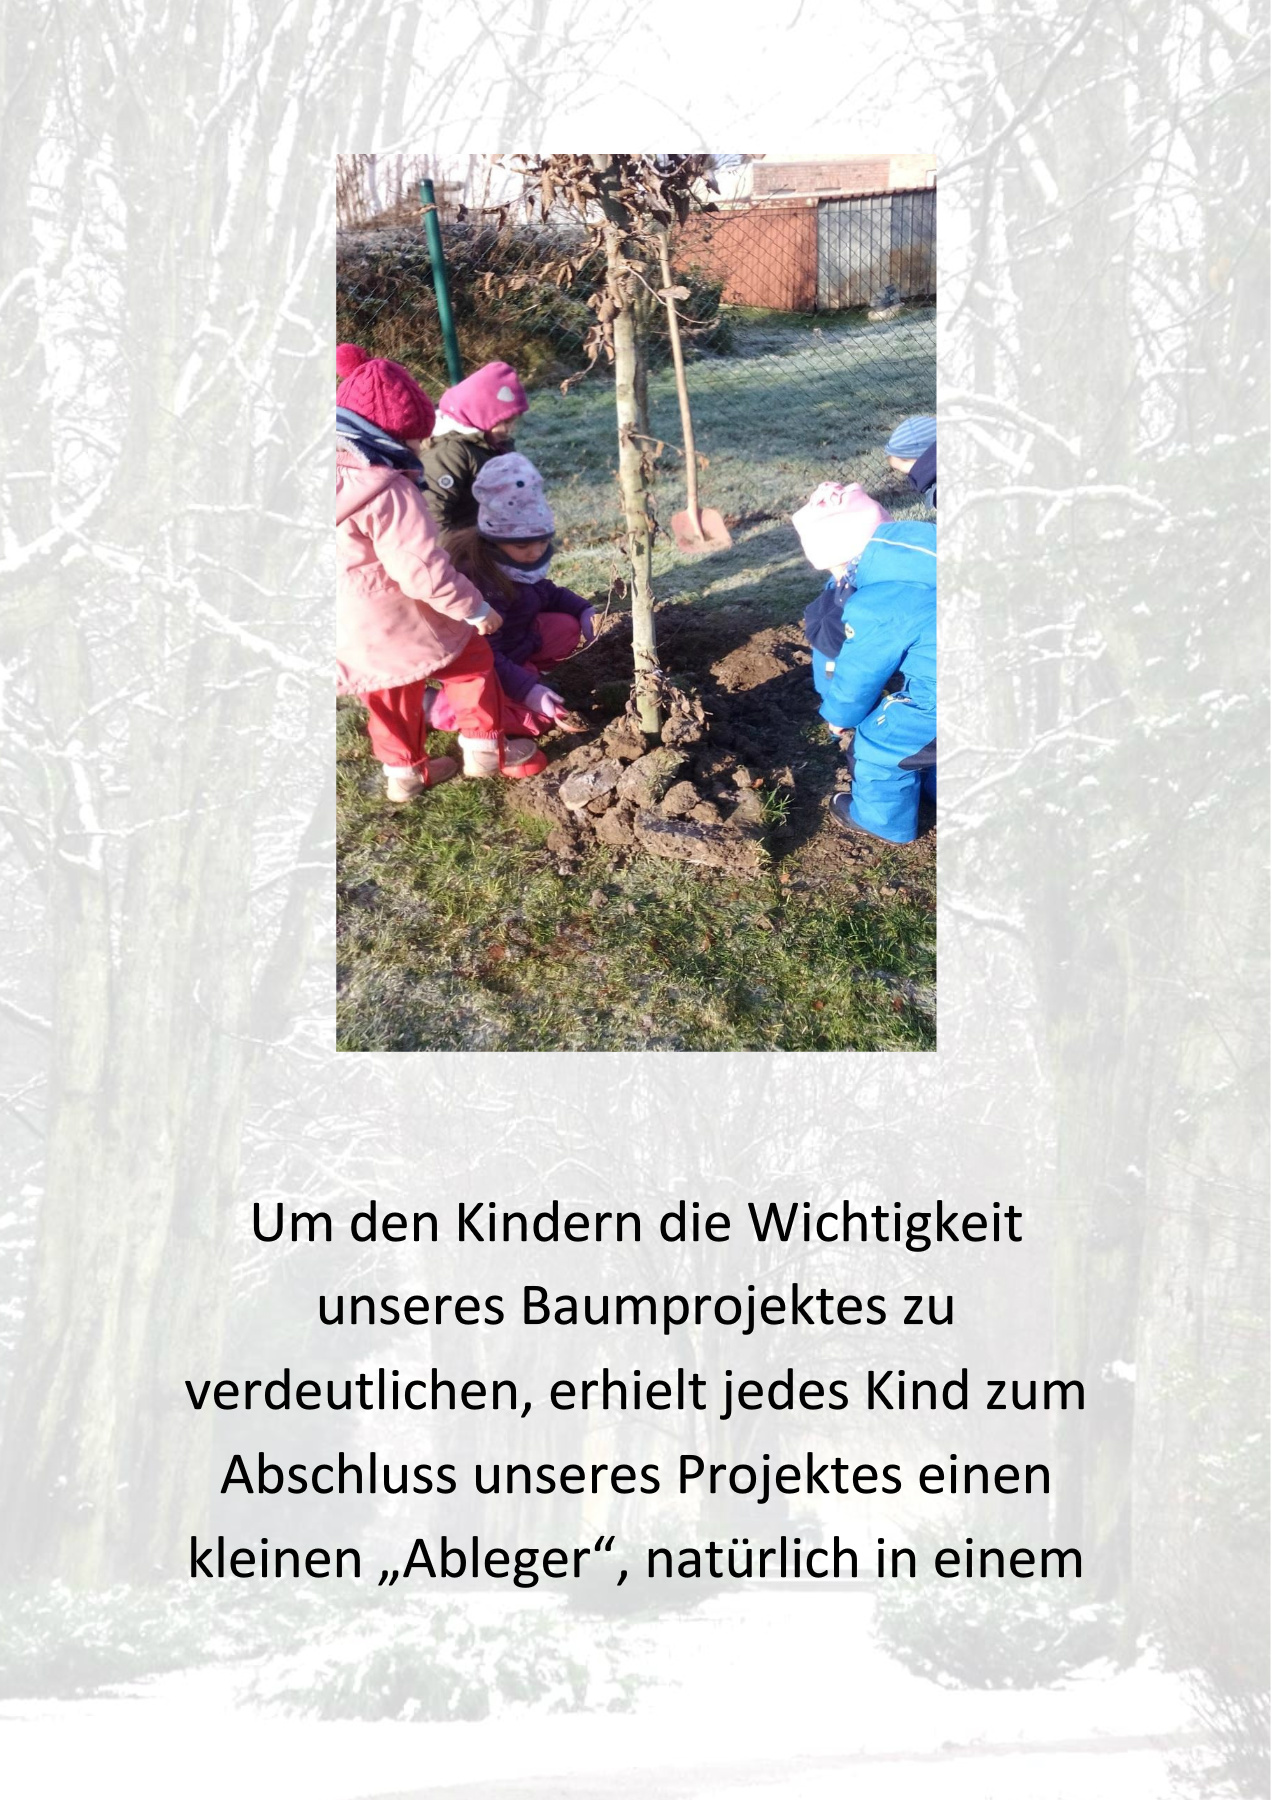 Um den Kindern die Wichtigkeit
unseres Baumprojektes zu
verdeutlichen, erhielt jedes Kind zum
Abschluss unseres Projektes einen
kleinen „Ableger“, natürlich in einem